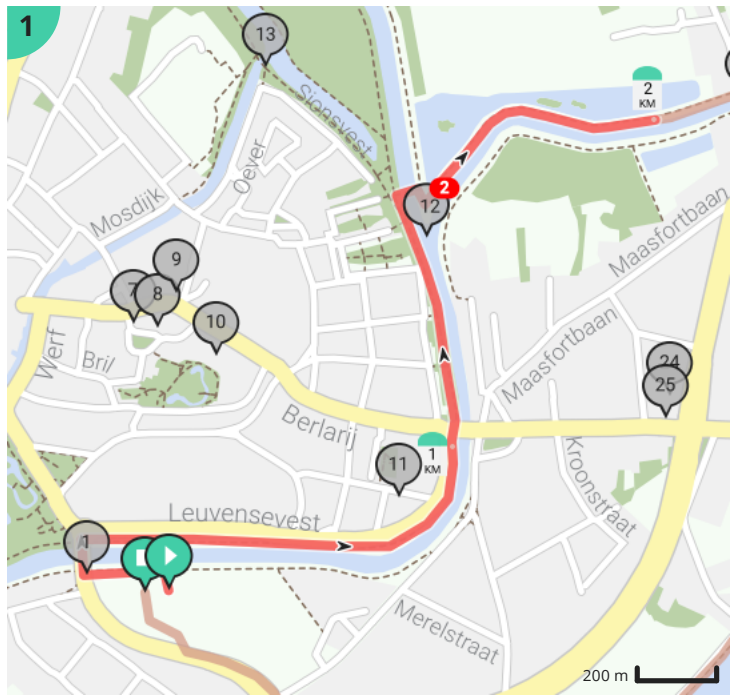 1
13
Sionsvest
2
KM
Oever
2
12
Mosdijk
Maasfortbaan
9
7
8
10
Werf
Bril
Maasfortbaan
24
25
Berlarij
1
KM
11
Kroonstraat
Leuvensevest
1
Merelstraat
200 m